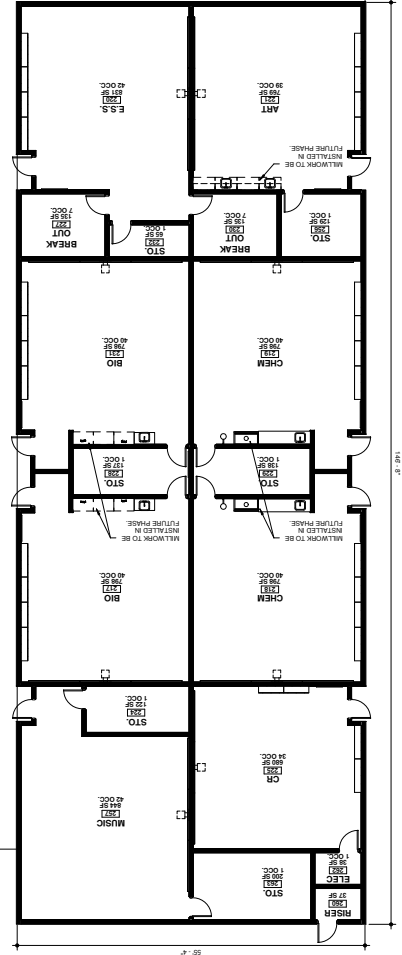 55' - 4"
RISER
260
37 SF
STO.
263
200 SF
1 OCC.
ELEC
262
38 SF
1 OCC.
MUSIC
257
844 SF
42 OCC.
CR
225
680 SF
34 OCC.
STO.
224
122 SF
1 OCC.
CHEM
218
798 SF
40 OCC.
BIO
217
798 SF
40 OCC.
MILLWORK TO BE
INSTALLED IN
FUTURE PHASE.
MILLWORK TO BE
INSTALLED IN
FUTURE PHASE.
STO.
229
138 SF
1 OCC.
STO.
228
137 SF
1 OCC.
146' - 8"
CHEM
219
798 SF
40 OCC.
BIO
231
798 SF
40 OCC.
STO.
256
129 SF
1 OCC.
BREAK
OUT
230
135 SF
7 OCC.
STO.
232
65 SF
1 OCC.
BREAK
OUT
227
135 SF
7 OCC.
MILLWORK TO BE
INSTALLED IN
FUTURE PHASE.
ART
221
769 SF
39 OCC.
E.S.S.
220
831 SF
42 OCC.